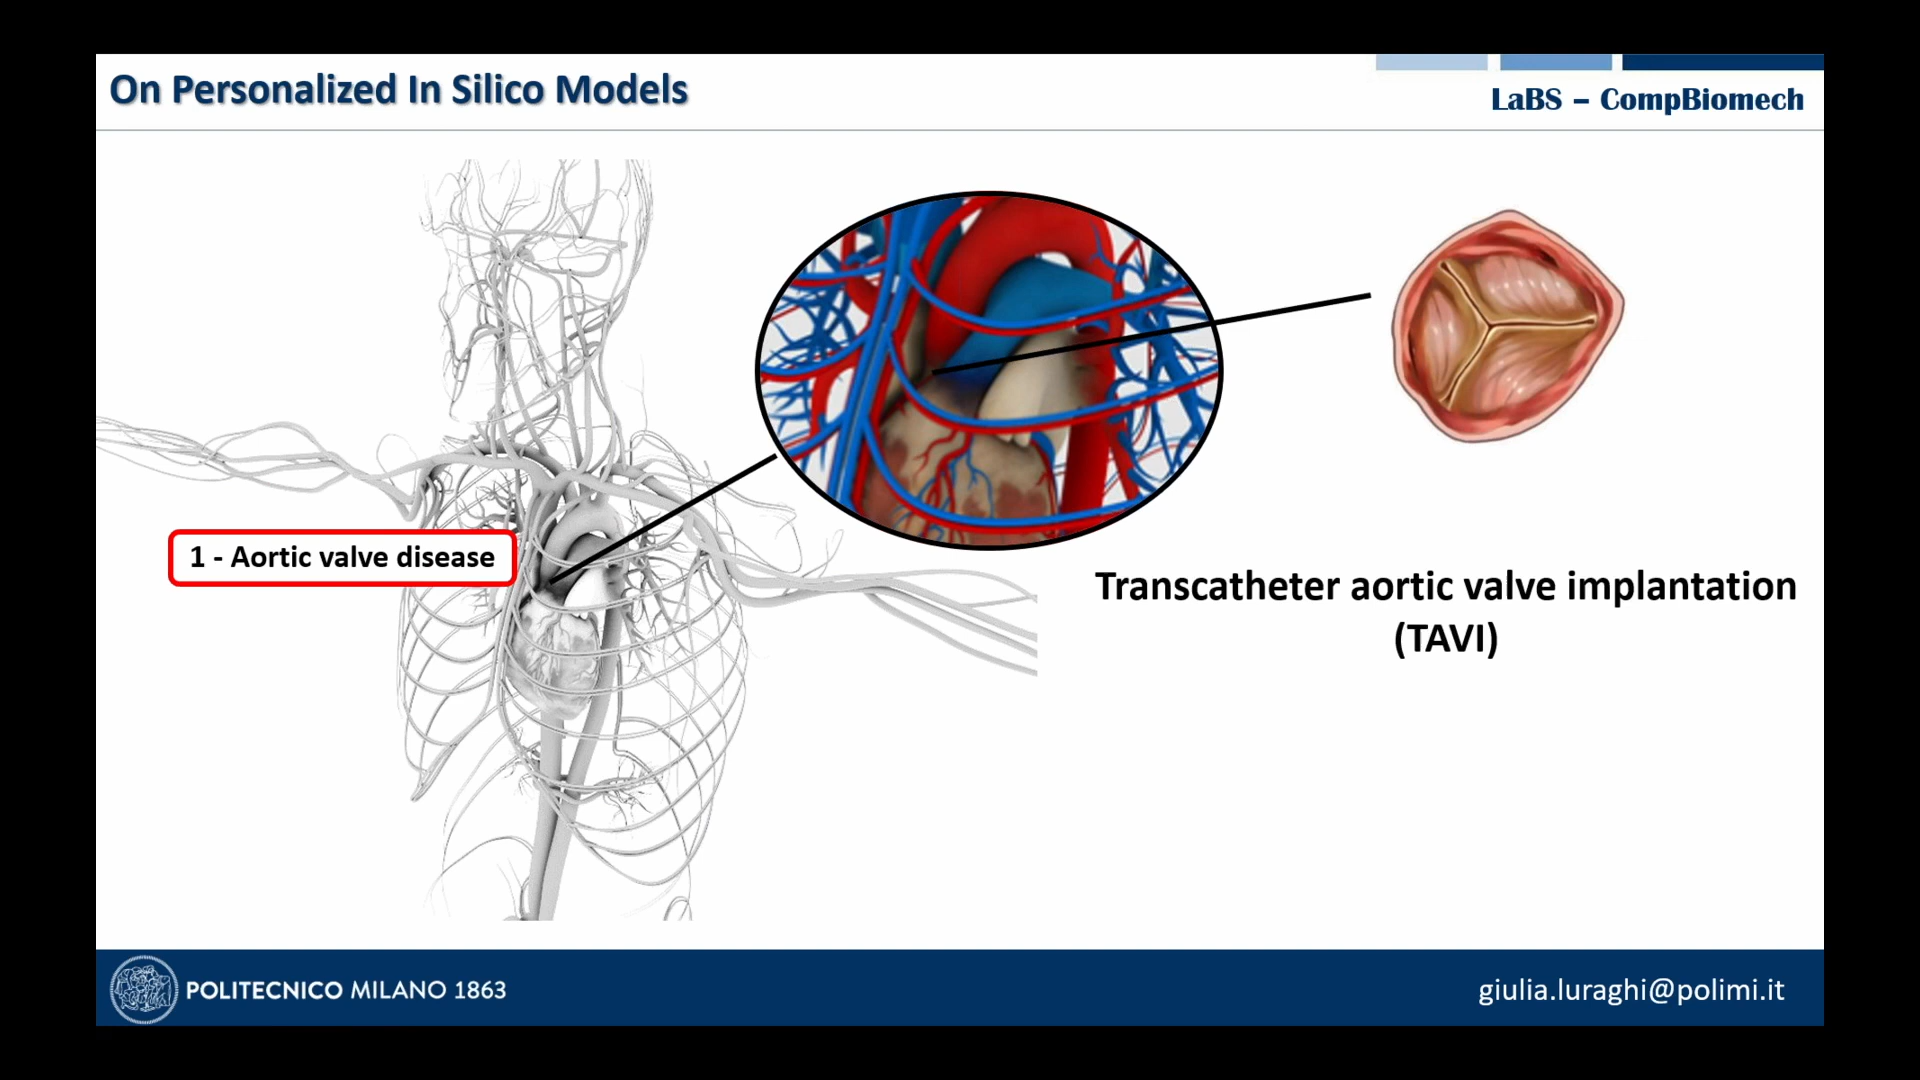 On Personalized In Silico Models
LaBS – CompBiomech
1 - Aortic valve disease
Transcatheter aortic valve implantation
(TAVI)
POLITECNICO MILANO 1863
giulia.luraghi@polimi.it